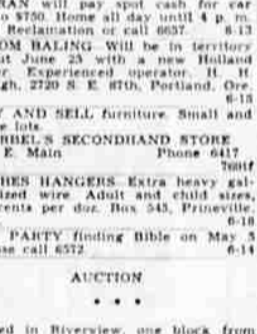 RAN will pay spot cash for car
to $750. Home all day until 4 p. m.
Reclamation or call 6657. 6-13
OM BALING. Will be in territory
ut June 25 with a new Holland
er. Experienced operator. H. H.
gh, 2720 S. E. 87th, Portland, Ore.
6-15
Y AND SELL furniture. Small and
e lots.
RBEL'S SECONDHAND STORE
E. Main Phone 6417
HES HANGERS. Extra heavy gal-
ized wire. Adult and child sizes,
cents per doz. Box 543, Prineville.
6-18
PARTY finding Bible on May 5
se call 6572. 6-14
AUCTION
• • •
ed in Riverview, one block from